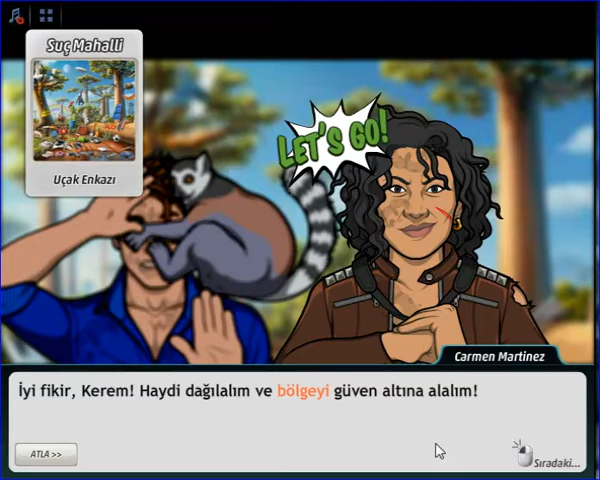 Suç Mahalli
Uçak Enkazı
LET'S GO!
Carmen Martinez
İyi fikir, Kerem! Haydi dağılalım ve bölgeyi güven altına alalım!
ATLA >>
Sıradaki...